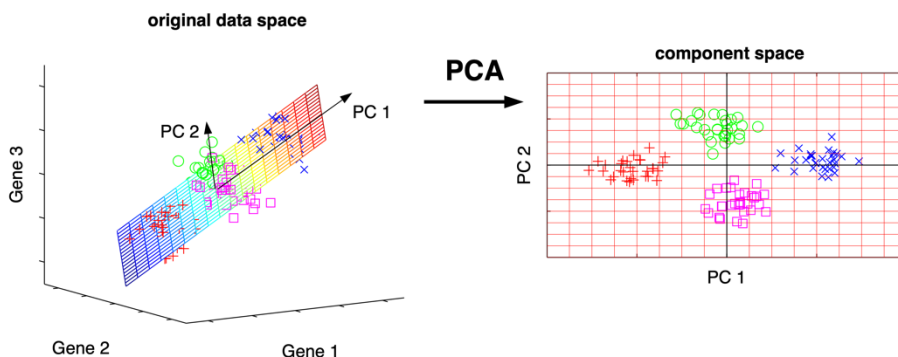 original data space
PCA
component space
PC 1
PC 2
Gene 3
Gene 2
Gene 1
PC 2
PC 1